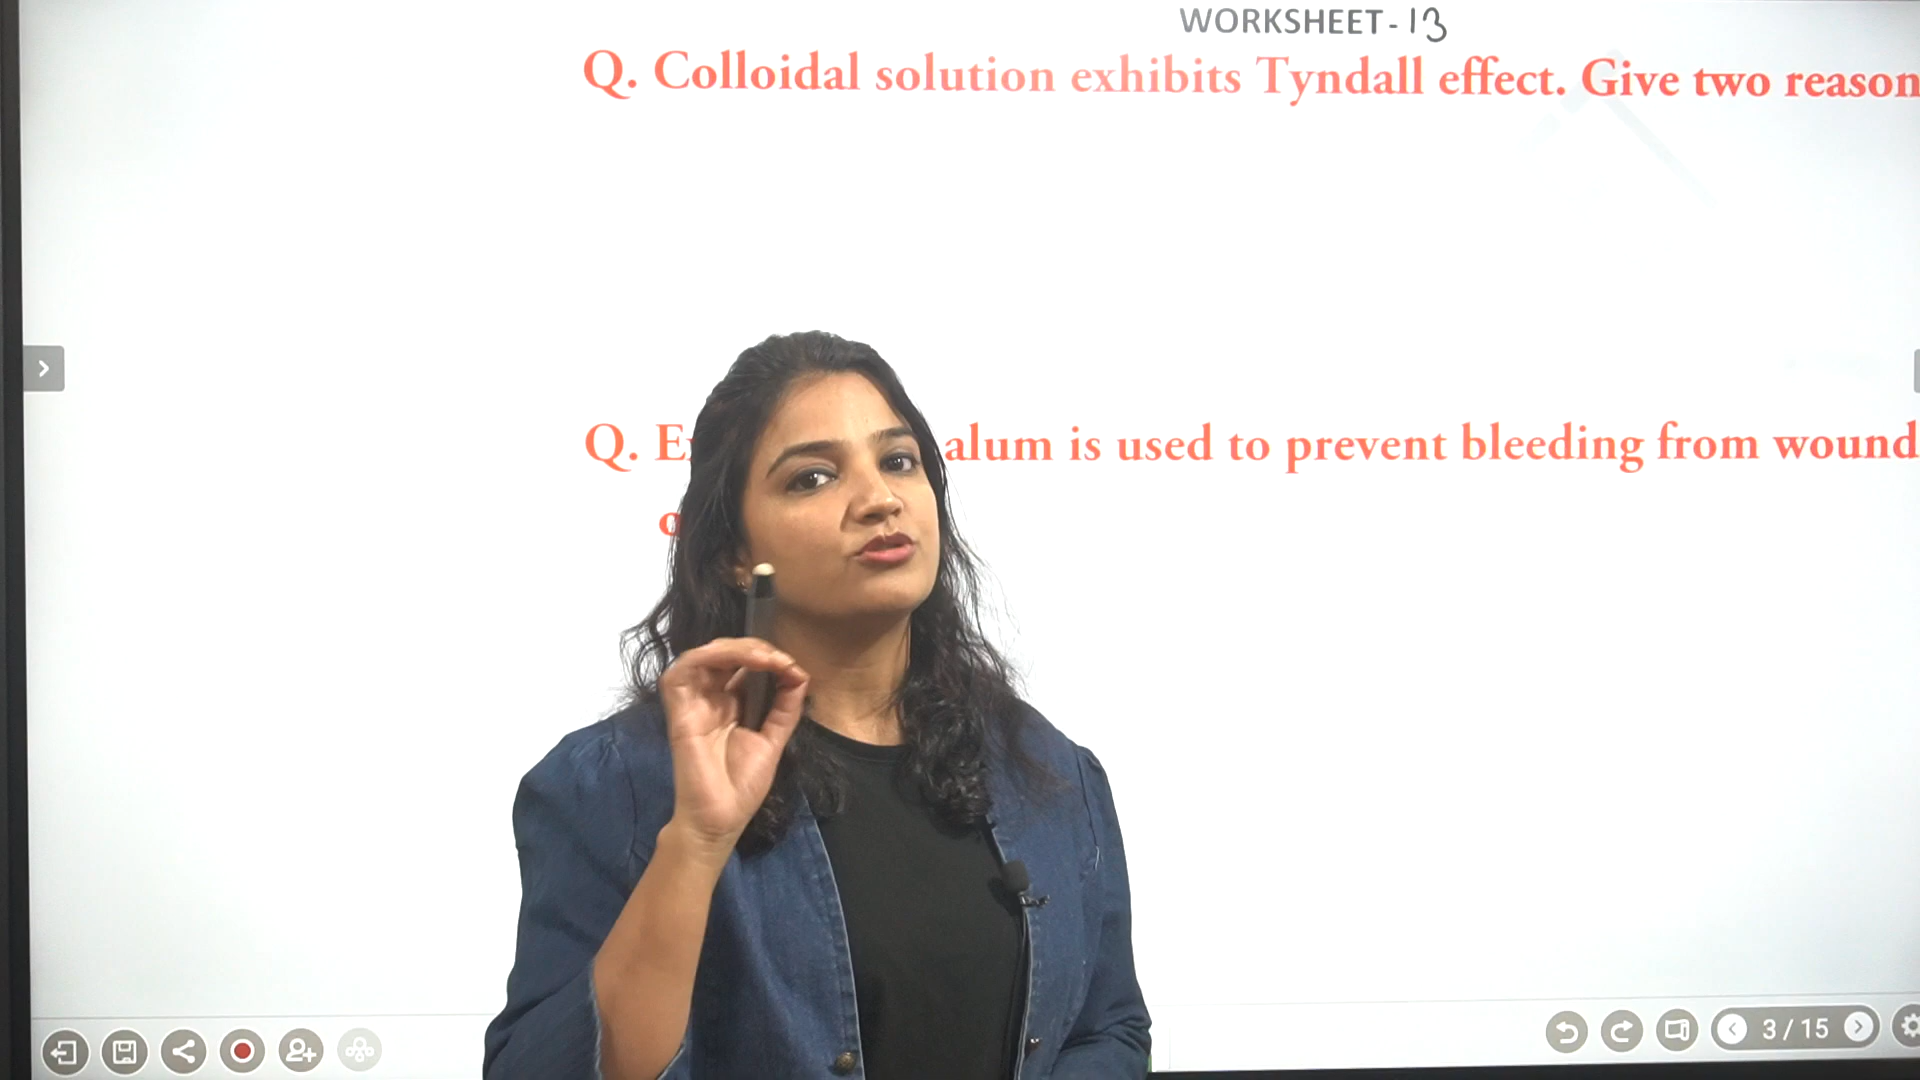 WORKSHEET-13
Q. Colloidal solution exhibits Tyndall effect. Give two reason
Q. alum is used to prevent bleeding from wound
3 / 15